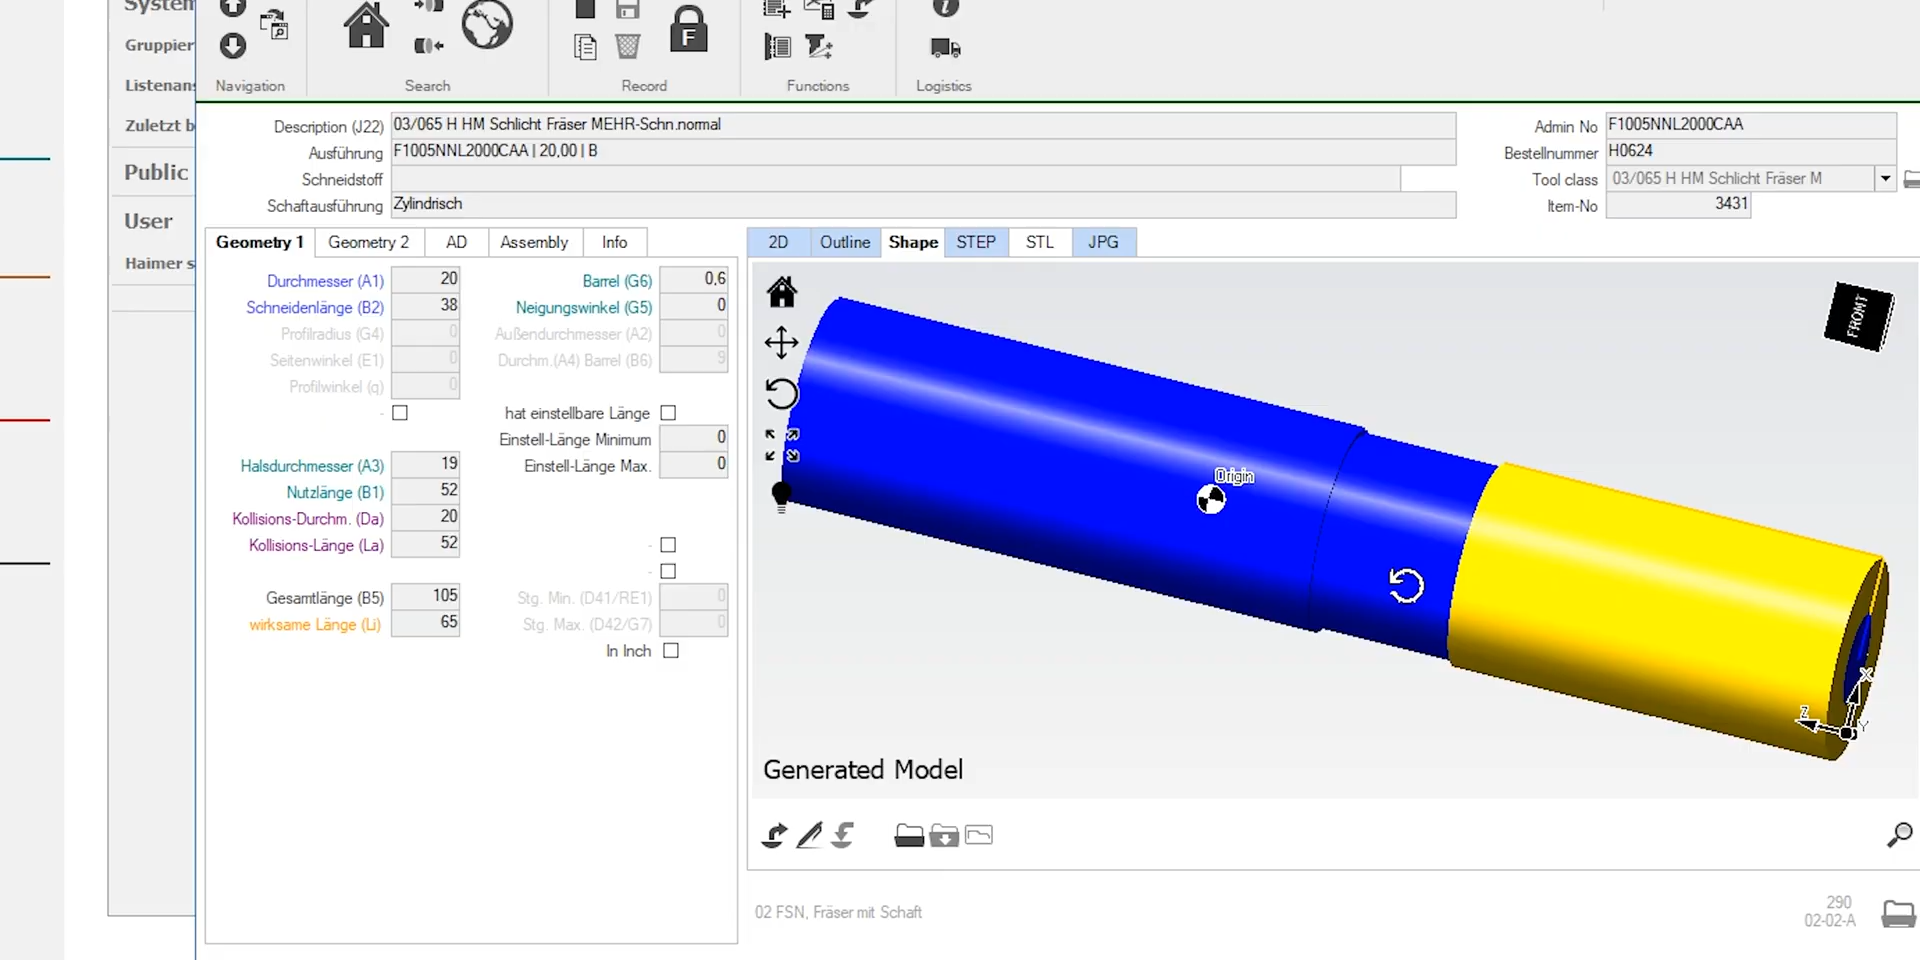 System
Gruppier
Listenans
Zuletzt b
Public
User
Haimer s
F
Navigation
Search
Record
Functions
Logistics
Description (J22)
03/065 H HM Schlicht Fräser MEHR-Schn.normal
Ausführung
F1005NNL2000CAA | 20,00 | B
Schneidstoff
Schaftausführung
Zylindrisch
Admin No
F1005NNL2000CAA
Bestellnummer
H0624
Tool class
03/065 H HM Schlicht Fräser M
Item-No
3431
Geometry 1
Geometry 2
AD
Assembly
Info
Durchmesser (A1)
20
Schneidenlänge (B2)
38
Profilradius (G4)
0
Seitenwinkel (E1)
0
Profilwinkel (q)
0
-
Halsdurchmesser (A3)
19
Nutzlänge (B1)
52
Kollisions-Durchm. (Da)
20
Kollisions-Länge (La)
52
Gesamtlänge (B5)
105
wirksame Länge (Li)
65
Barrel (G6)
0,6
Neigungswinkel (G5)
0
Außendurchmesser (A2)
0
Durchm.(A4) Barrel (B6)
9
hat einstellbare Länge
Einstell-Länge Minimum
0
Einstell-Länge Max.
0
-
-
Stg. Min. (D41/RE1)
0
Stg. Max. (D42/G7)
0
In Inch
2D
Outline
Shape
STEP
STL
JPG
FRONT
Origin
X
Z
Y
Generated Model
02 FSN, Fräser mit Schaft
290
02-02-A